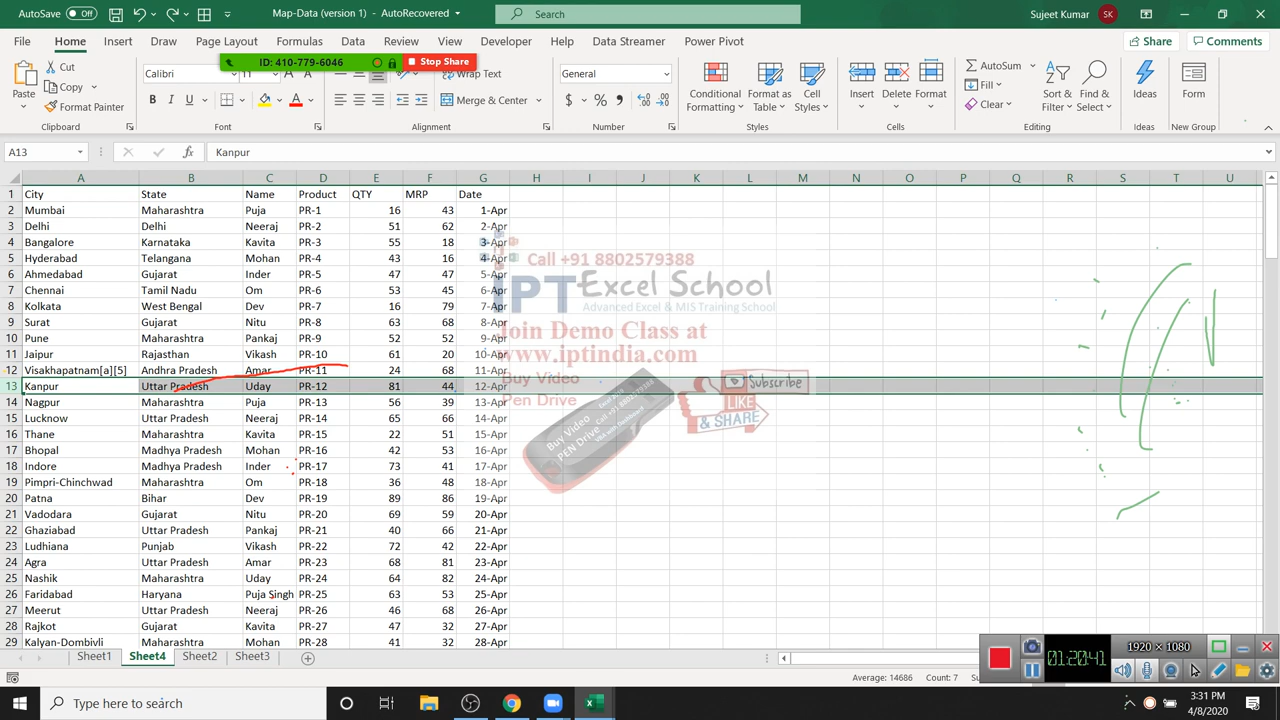 AutoSave Off Map-Data (version 1) - AutoRecovered Search Sujeet Kumar SK
File Home Insert Draw Page Layout Formulas Data Review View Developer Help Data Streamer Power Pivot Share Comments
ID: 410-779-6046 Stop Share
Paste Cut Copy Format Painter Calibri 11 Wrap Text Merge & Center General Conditional Formatting Format as Table Cell Styles Insert Delete Format AutoSum Fill Clear Sort & Filter Find & Select Ideas Form
Clipboard Font Alignment Number Styles Cells Editing Ideas New Group
A13 Kanpur
A B C D E F G H I J K L M N O P Q R S T U
1 City State Name Product QTY MRP Date
2 Mumbai Maharashtra Puja PR-1 16 43 1-Apr
3 Delhi Delhi Neeraj PR-2 51 62 2-Apr
4 Bangalore Karnataka Kavita PR-3 55 18 3-Apr
5 Hyderabad Telangana Mohan PR-4 43 16 4-Apr
6 Ahmedabad Gujarat Inder PR-5 47 47 5-Apr
7 Chennai Tamil Nadu Om PR-6 53 45 6-Apr
8 Kolkata West Bengal Dev PR-7 16 79 7-Apr
9 Surat Gujarat Nitu PR-8 63 68 8-Apr
10 Pune Maharashtra Pankaj PR-9 52 52 9-Apr
11 Jaipur Rajasthan Vikash PR-10 61 20 10-Apr
12 Visakhapatnam[a][5] Andhra Pradesh Amar PR-11 24 68 11-Apr
13 Kanpur Uttar Pradesh Uday PR-12 81 44 12-Apr
14 Nagpur Maharashtra Puja PR-13 56 39 13-Apr
15 Lucknow Uttar Pradesh Neeraj PR-14 65 66 14-Apr
16 Thane Maharashtra Kavita PR-15 22 51 15-Apr
17 Bhopal Madhya Pradesh Mohan PR-16 42 53 16-Apr
18 Indore Madhya Pradesh Inder PR-17 73 41 17-Apr
19 Pimpri-Chinchwad Maharashtra Om PR-18 36 48 18-Apr
20 Patna Bihar Dev PR-19 89 86 19-Apr
21 Vadodara Gujarat Nitu PR-20 69 59 20-Apr
22 Ghaziabad Uttar Pradesh Pankaj PR-21 40 66 21-Apr
23 Ludhiana Punjab Vikash PR-22 72 42 22-Apr
24 Agra Uttar Pradesh Amar PR-23 68 81 23-Apr
25 Nashik Maharashtra Uday PR-24 64 82 24-Apr
26 Faridabad Haryana Puja Singh PR-25 63 53 25-Apr
27 Meerut Uttar Pradesh Neeraj PR-26 46 68 26-Apr
28 Rajkot Gujarat Kavita PR-27 47 32 27-Apr
29 Kalyan-Dombivli Maharashtra Mohan PR-28 41 32 28-Apr
Call +91 8802579388
iPT Excel School
Advanced Excel & MIS Training School
Join Demo Class at
www.iptindia.com
Buy Video
Pen Drive
Subscribe
LIKE
& SHARE
Buy Video
PEN Drive
Call +91 8802579388
Sheet1 Sheet4 Sheet2 Sheet3
1920 × 1080
01:20:41
Average: 14686 Count: 7
Type here to search
3:31 PM
4/8/2020